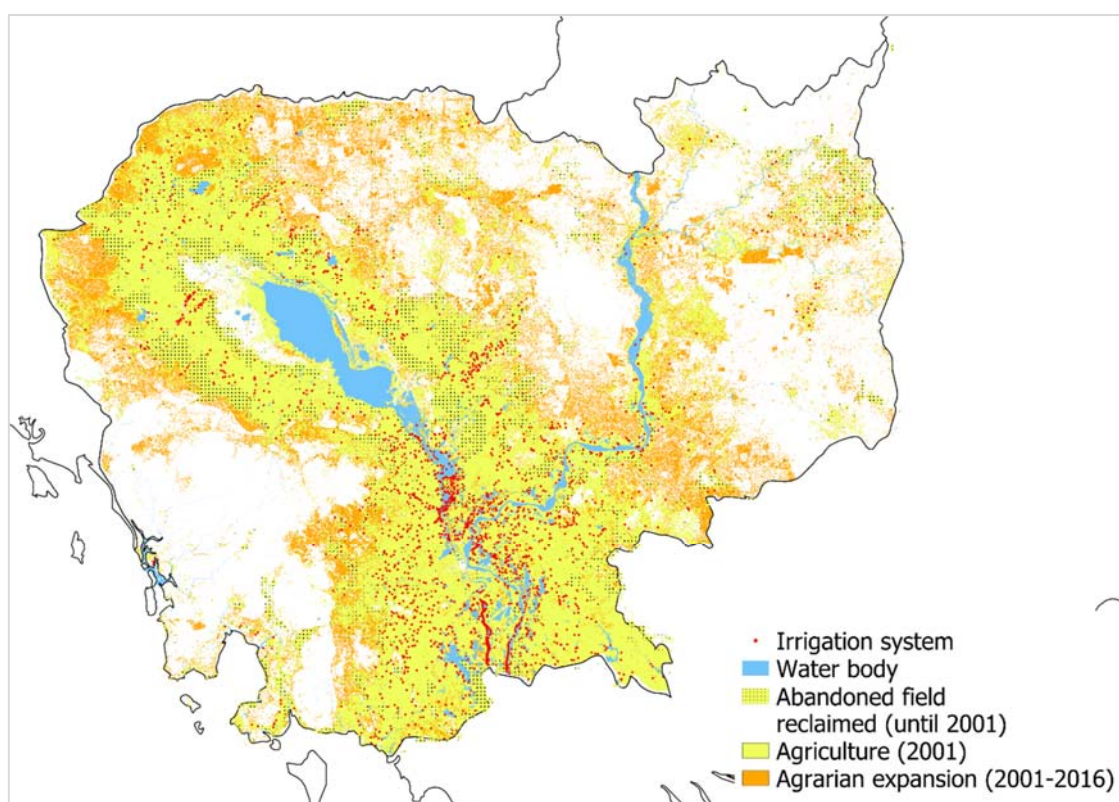 Irrigation system
Water body
Abandoned field
reclaimed (until 2001)
Agriculture (2001)
Agrarian expansion (2001-2016)